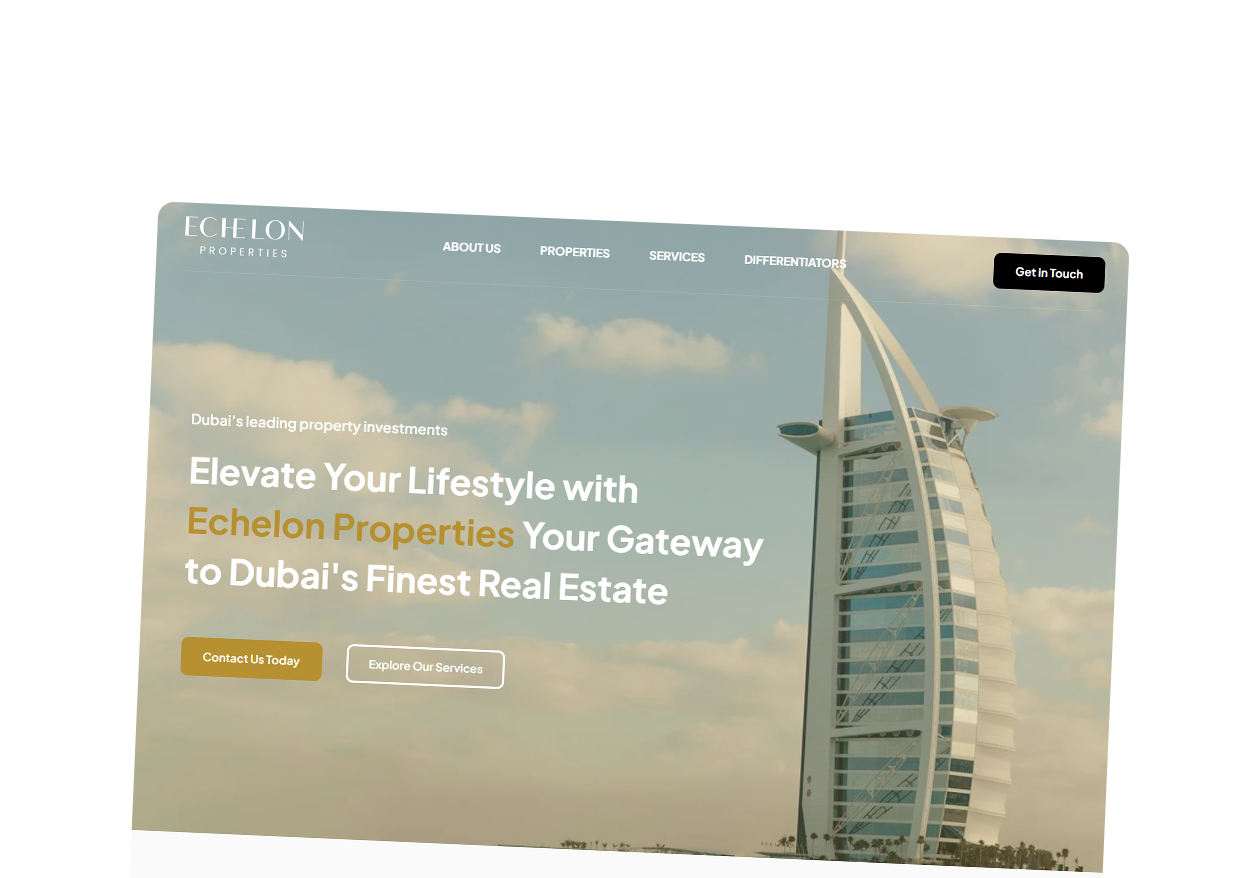 ECHELON
PROPERTIES
ABOUT US
PROPERTIES
SERVICES
DIFFERENTIATORS
Get In Touch
Dubai's leading property investments
Elevate Your Lifestyle with
Echelon Properties Your Gateway
to Dubai's Finest Real Estate
Contact Us Today
Explore Our Services